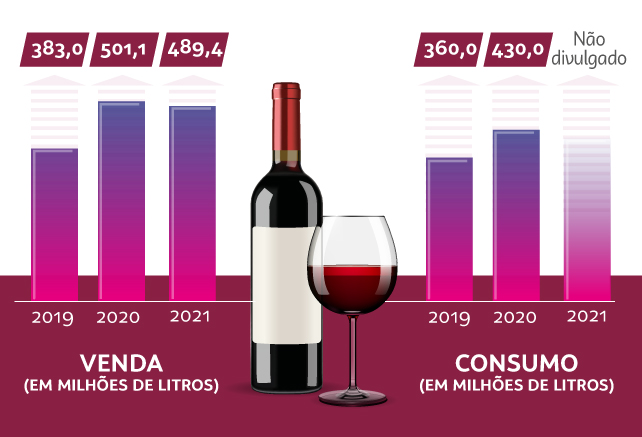 383,0 501,1 489,4
2019 2020 2021
VENDA
(EM MILHÕES DE LITROS)
360,0 430,0 Não
divulgado
2019 2020 2021
CONSUMO
(EM MILHÕES DE LITROS)